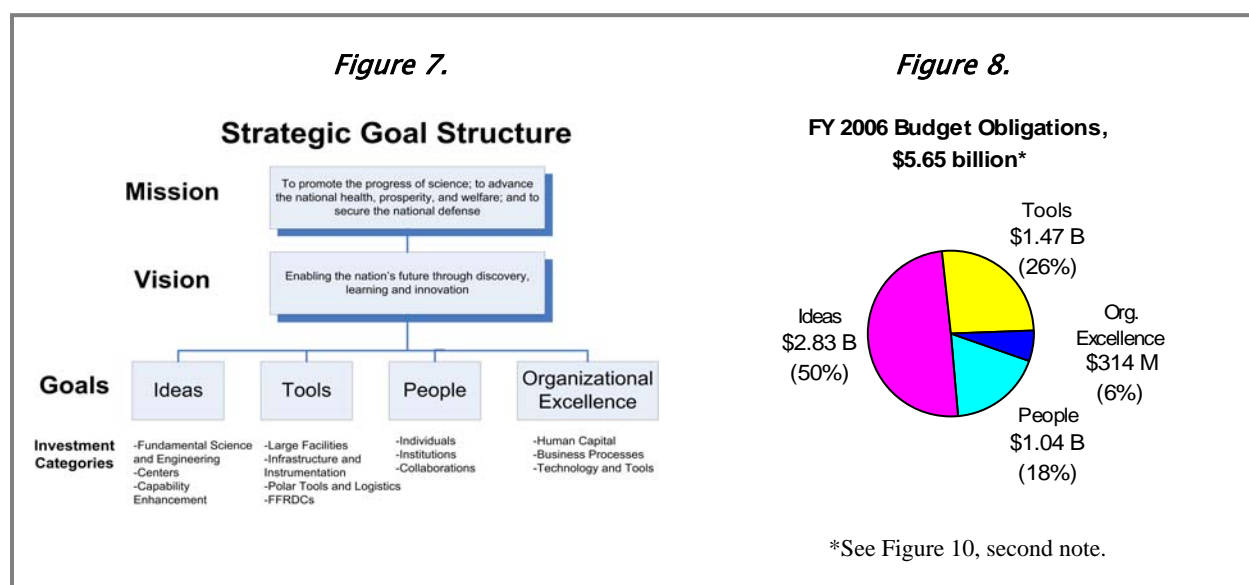 Figure 7.
Strategic Goal Structure
Mission
To promote the progress of science; to advance
the national health, prosperity, and welfare; and to
secure the national defense
Vision
Enabling the nation's future through discovery,
learning and innovation
Goals
Ideas
Tools
People
Organizational
Excellence
Investment
Categories
-Fundamental Science
and Engineering
-Centers
-Capability
Enhancement
-Large Facilities
-Infrastructure and
Instrumentation
-Polar Tools and Logistics
-FFRDCs
-Individuals
-Institutions
-Collaborations
-Human Capital
-Business Processes
-Technology and Tools
Figure 8.
FY 2006 Budget Obligations,
$5.65 billion*
Tools
$1.47 B
(26%)
Ideas
$2.83 B
(50%)
Org.
Excellence
$314 M
(6%)
People
$1.04 B
(18%)
*See Figure 10, second note.